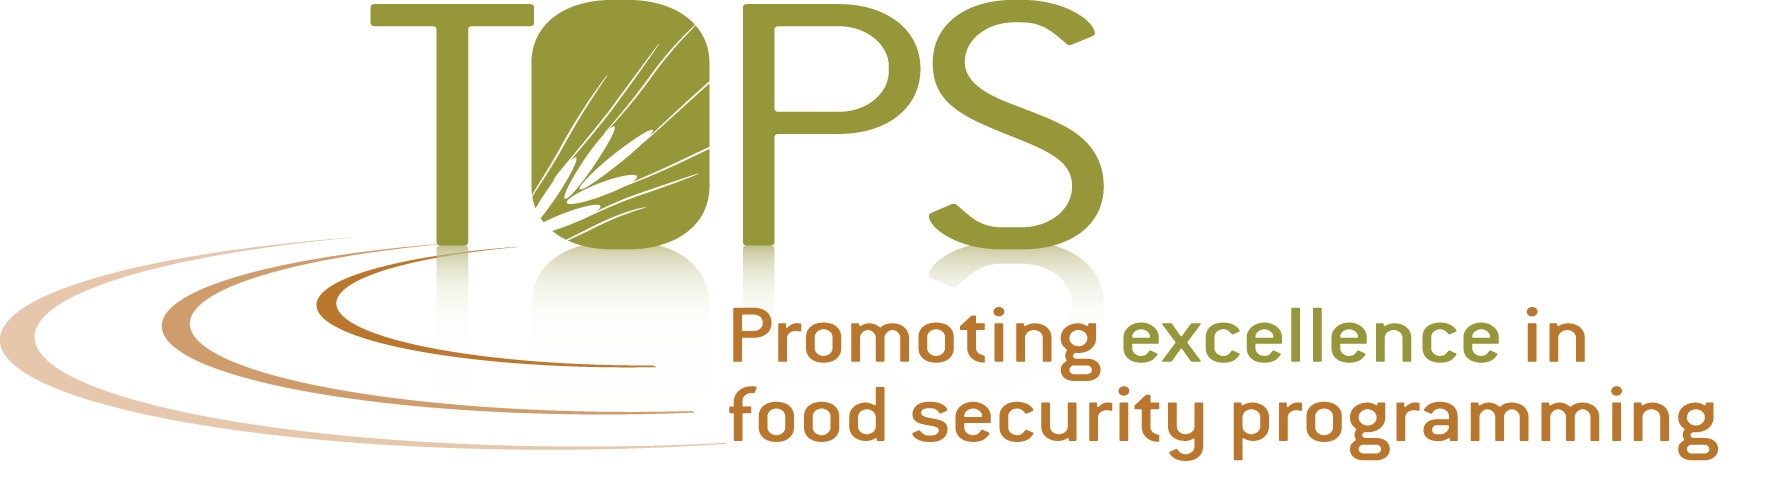 TOPS
Promoting excellence in
food security programming